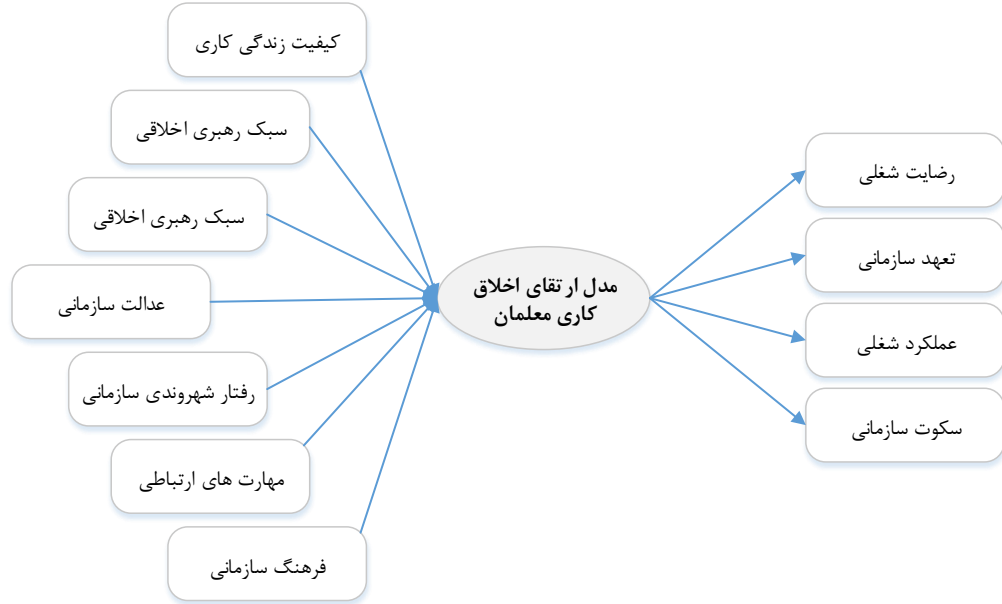 کیفیت زندگی کاری
سبک رهبری اخلاقی
سبک رهبری اخلاقی
عدالت سازمانی
رفتار شهروندی سازمانی
مهارت های ارتباطی
فرهنگ سازمانی
مدل ارتقای اخلاق
کاری معلمان
رضایت شغلی
تعهد سازمانی
عملکرد شغلی
سکوت سازمانی